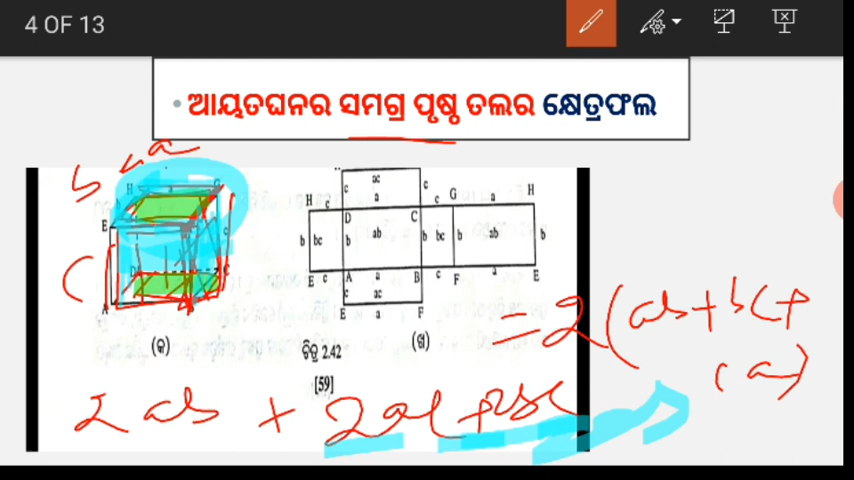 4 OF 13
• ଆୟତଘନର ସମଗ୍ର ପୃଷ୍ଠ ତଳର କ୍ଷେତ୍ରଫଳ
b
a
H a G
E
C
D C
A
(କ)
ac
c a c
H c D C c G a H
b bc b ab b bc b ab b
E c A a B c F a E
c ac
E a F
(ଖ)
ଚିତ୍ର 2.42
[59]
= 2(ab+bc+
ca)
2ab + 2ac + 2bc